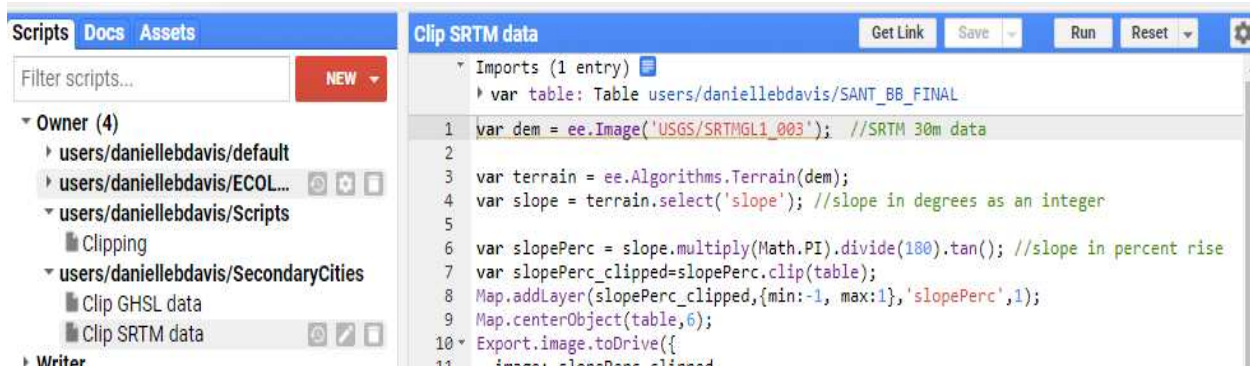 Scripts Docs Assets
Filter scripts...
NEW
Owner (4)
users/daniellebdavis/default
users/daniellebdavis/ECOL...
users/daniellebdavis/Scripts
Clipping
users/daniellebdavis/SecondaryCities
Clip GHSL data
Clip SRTM data
Writer
Clip SRTM data
Get Link Save Run Reset
Imports (1 entry)
var table: Table users/daniellebdavis/SANT_BB_FINAL
1 var dem = ee.Image('USGS/SRTMGL1_003'); //SRTM 30m data
2
3 var terrain = ee.Algorithms.Terrain(dem);
4 var slope = terrain.select('slope'); //slope in degrees as an integer
5
6 var slopePerc = slope.multiply(Math.PI).divide(180).tan(); //slope in percent rise
7 var slopePerc_clipped=slopePerc.clip(table);
8 Map.addLayer(slopePerc_clipped,{min:-1, max:1},'slopePerc',1);
9 Map.centerObject(table,6);
10 Export.image.toDrive({
11 image: slopePerc_clipped